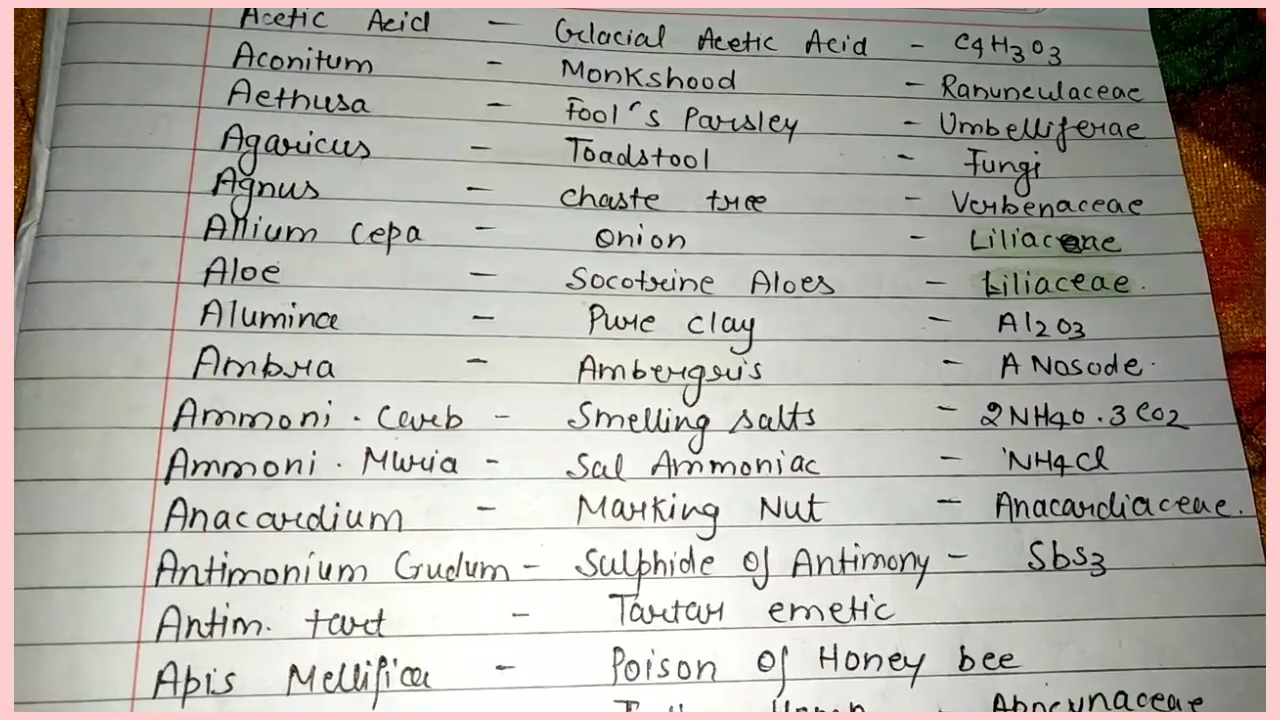 Acetic Acid - Glacial Acetic Acid - C4H3O3
Aconitum - Monkshood - Ranunculaceae
Aethusa - Fool's Parsley - Umbelliferae
Agaricus - Toadstool - Fungi
Agnus - Chaste tree - Verbenaceae
Allium cepa - Onion - Liliaceae
Aloe - Socotrine Aloes - Liliaceae.
Alumina - Pure clay - Al2O3
Ambra - Ambergris - A Nosode.
Ammoni. Carb - Smelling salts - 2NH4O.3CO2
Ammoni. Muria - Sal Ammoniac - NH4Cl
Anacardium - Marking Nut - Anacardiaceae.
Antimonium Crudum - Sulphide of Antimony - SbS3
Antim. tart - Tartar emetic
Apis Mellifica - Poison of Honey bee
Apocynaceae